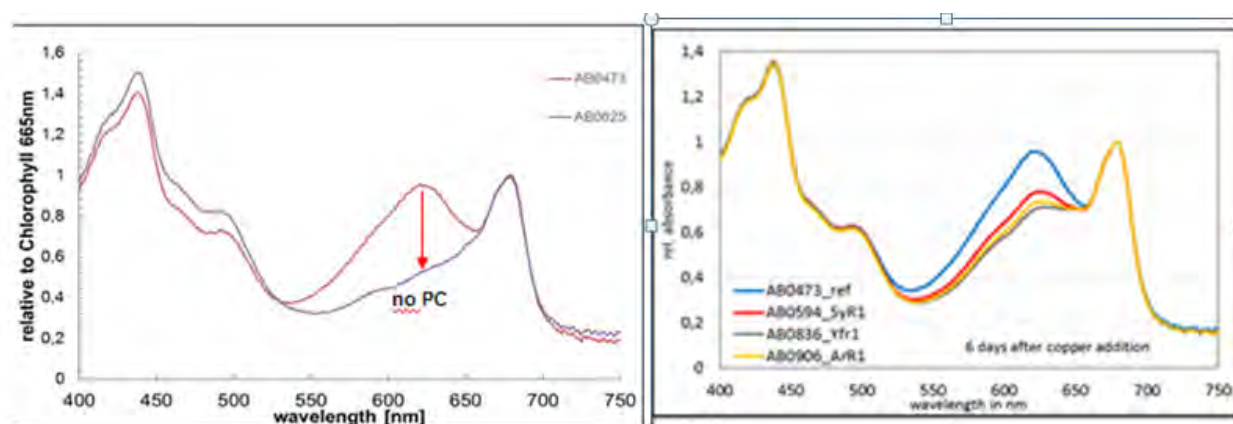 relative to Chlorophyll 665nm
1,6
1,4
1,2
1
0,8
0,6
0,4
0,2
0
AB0473
AB0625
no PC
400 450 500 550 600 650 700 750
wavelength [nm]
rel. absorbance
1,4
1,2
1,0
0,8
0,6
0,4
0,2
0,0
AB0473_ref
AB0594_SyR1
AB0836_Yfr1
AB0906_ArR1
6 days after copper addition
400 450 500 550 600 650 700 750
wavelength in nm